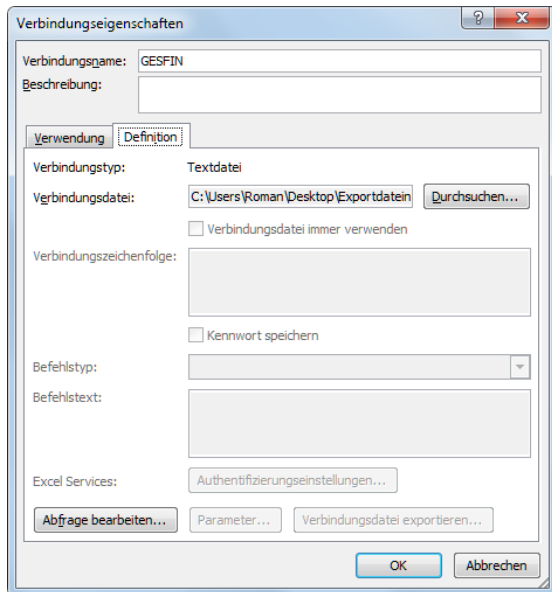 Verbindungseigenschaften
Verbindungsname: GESFIN
Beschreibung:
Verwendung Definition
Verbindungstyp: Textdatei
Verbindungsdatei: C:\Users\Roman\Desktop\Exportdatein Durchsuchen...
Verbindungsdatei immer verwenden
Verbindungszeichenfolge:
Kennwort speichern
Befehlstyp:
Befehlstext:
Excel Services: Authentifizierungseinstellungen...
Abfrage bearbeiten... Parameter... Verbindungsdatei exportieren...
OK Abbrechen